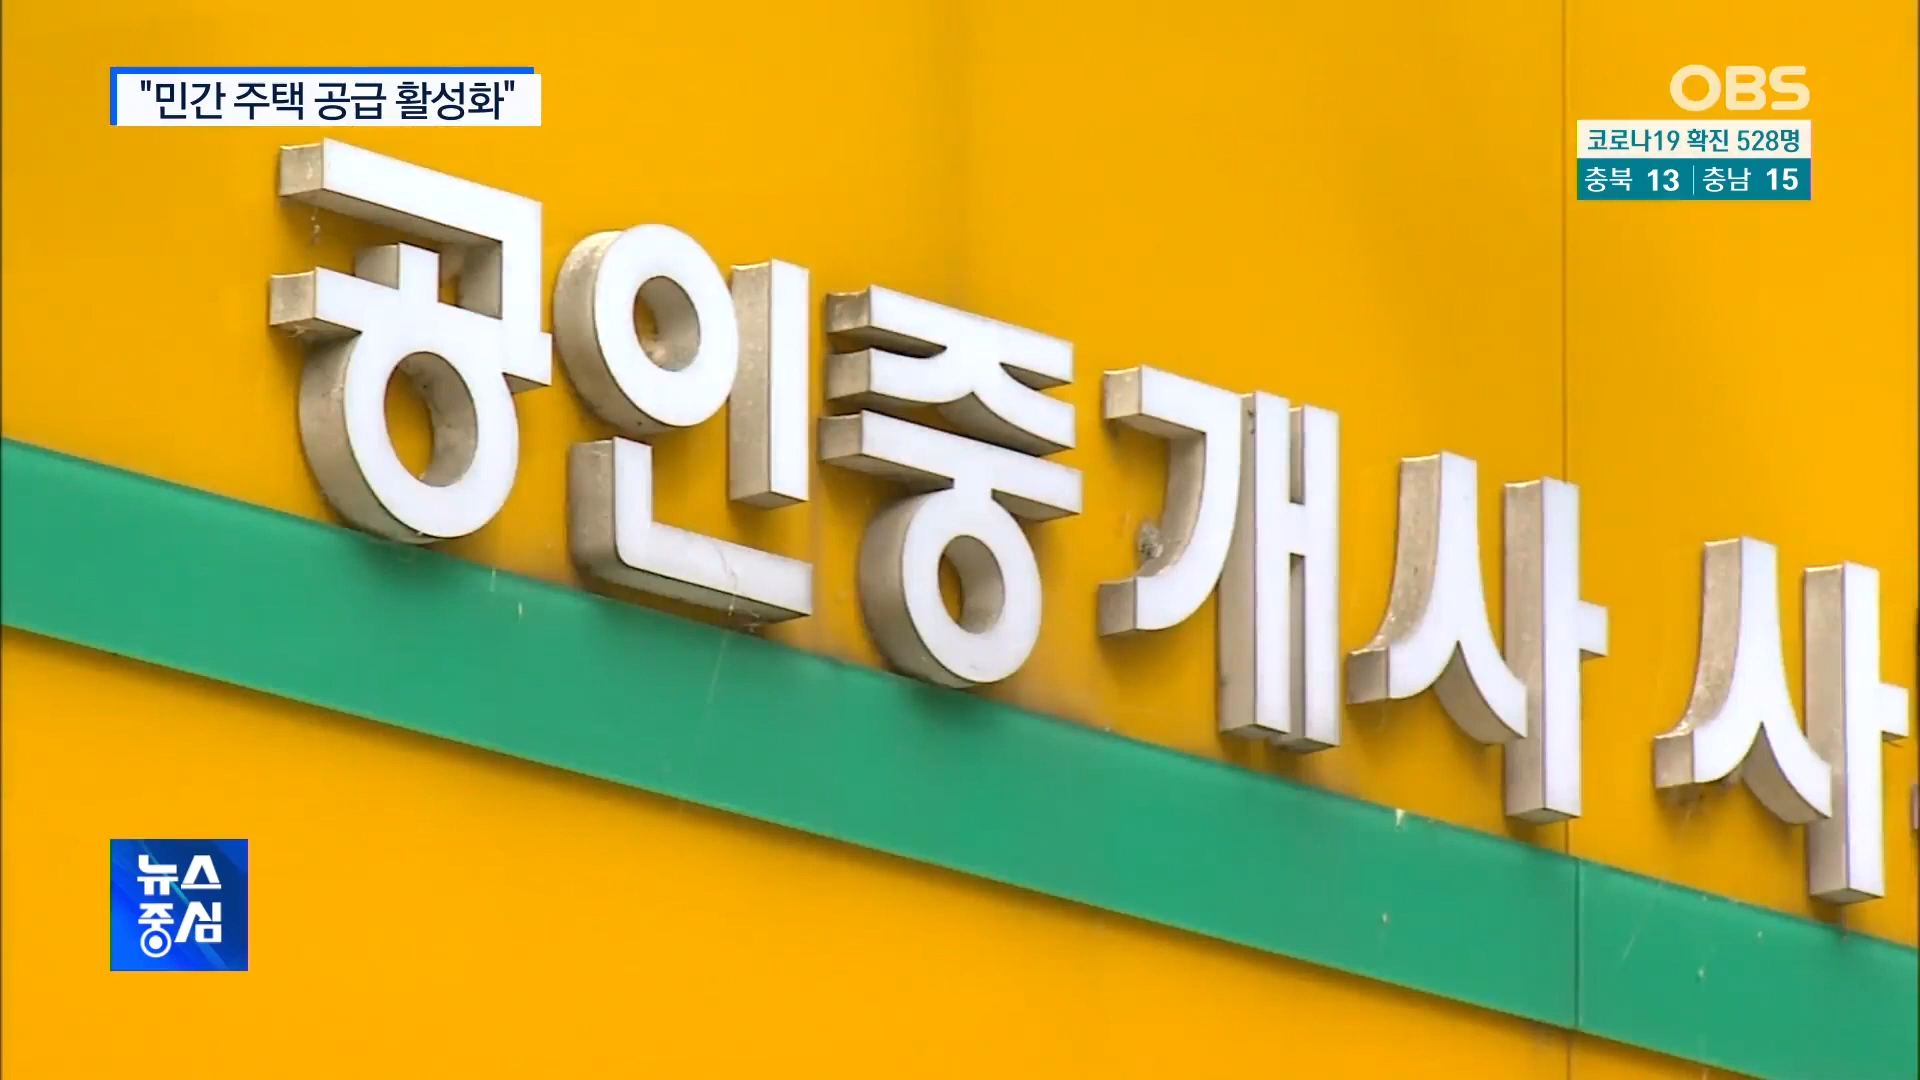 "민간 주택 공급 활성화"
OBS
코로나19 확진 528명
충북 13 충남 15
공인중개사 사
뉴스
중심